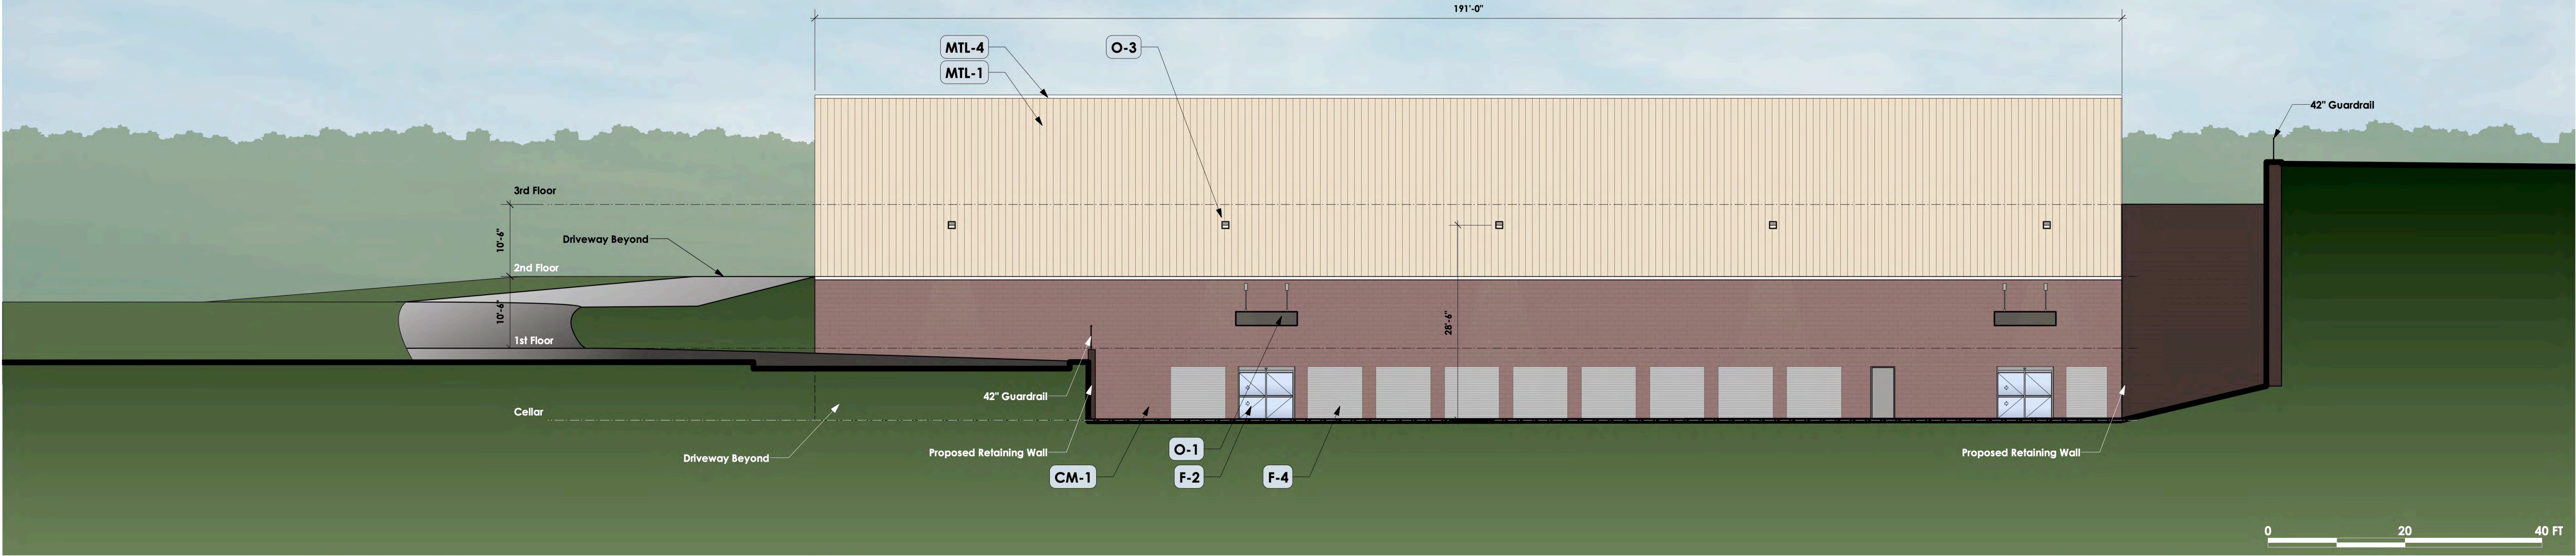 191'-0"
MTL-4
O-3
MTL-1
42" Guardrail
3rd Floor
10'-6"
Driveway Beyond
2nd Floor
10'-6"
28'-6"
1st Floor
42" Guardrail
Cellar
O-1
Proposed Retaining Wall
Proposed Retaining Wall
Driveway Beyond
CM-1
F-2
F-4
0 20 40 FT